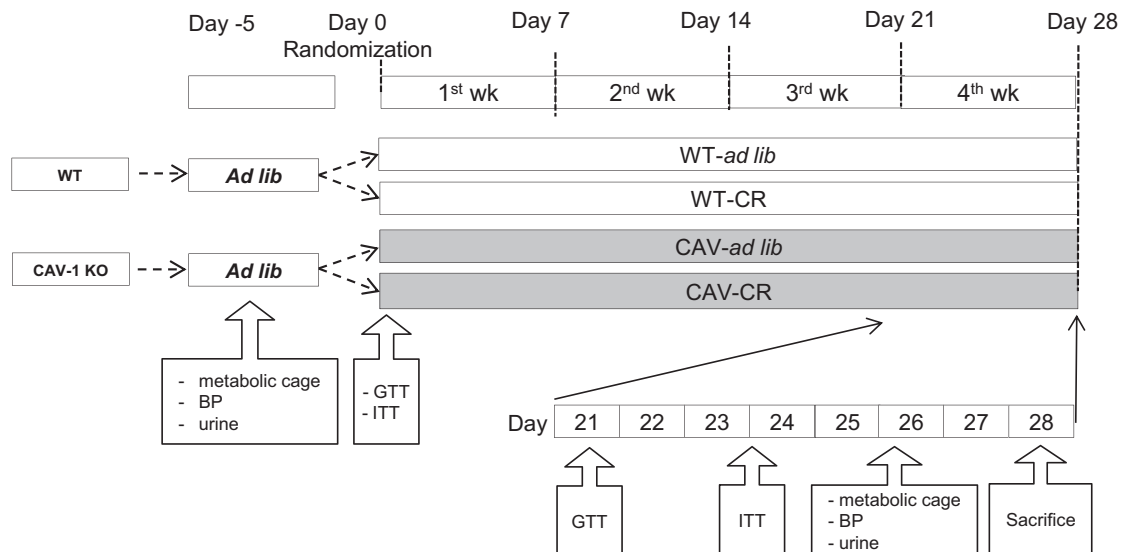 Day -5
Day 0
Day 7
Day 14
Day 21
Day 28
Randomization
1st wk
2nd wk
3rd wk
4th wk
WT
Ad lib
WT-ad lib
WT-CR
CAV-1 KO
Ad lib
CAV-ad lib
CAV-CR
- metabolic cage
- BP
- urine
- GTT
- ITT
Day 21 22 23 24 25 26 27 28
GTT
ITT
- metabolic cage
- BP
- urine
Sacrifice